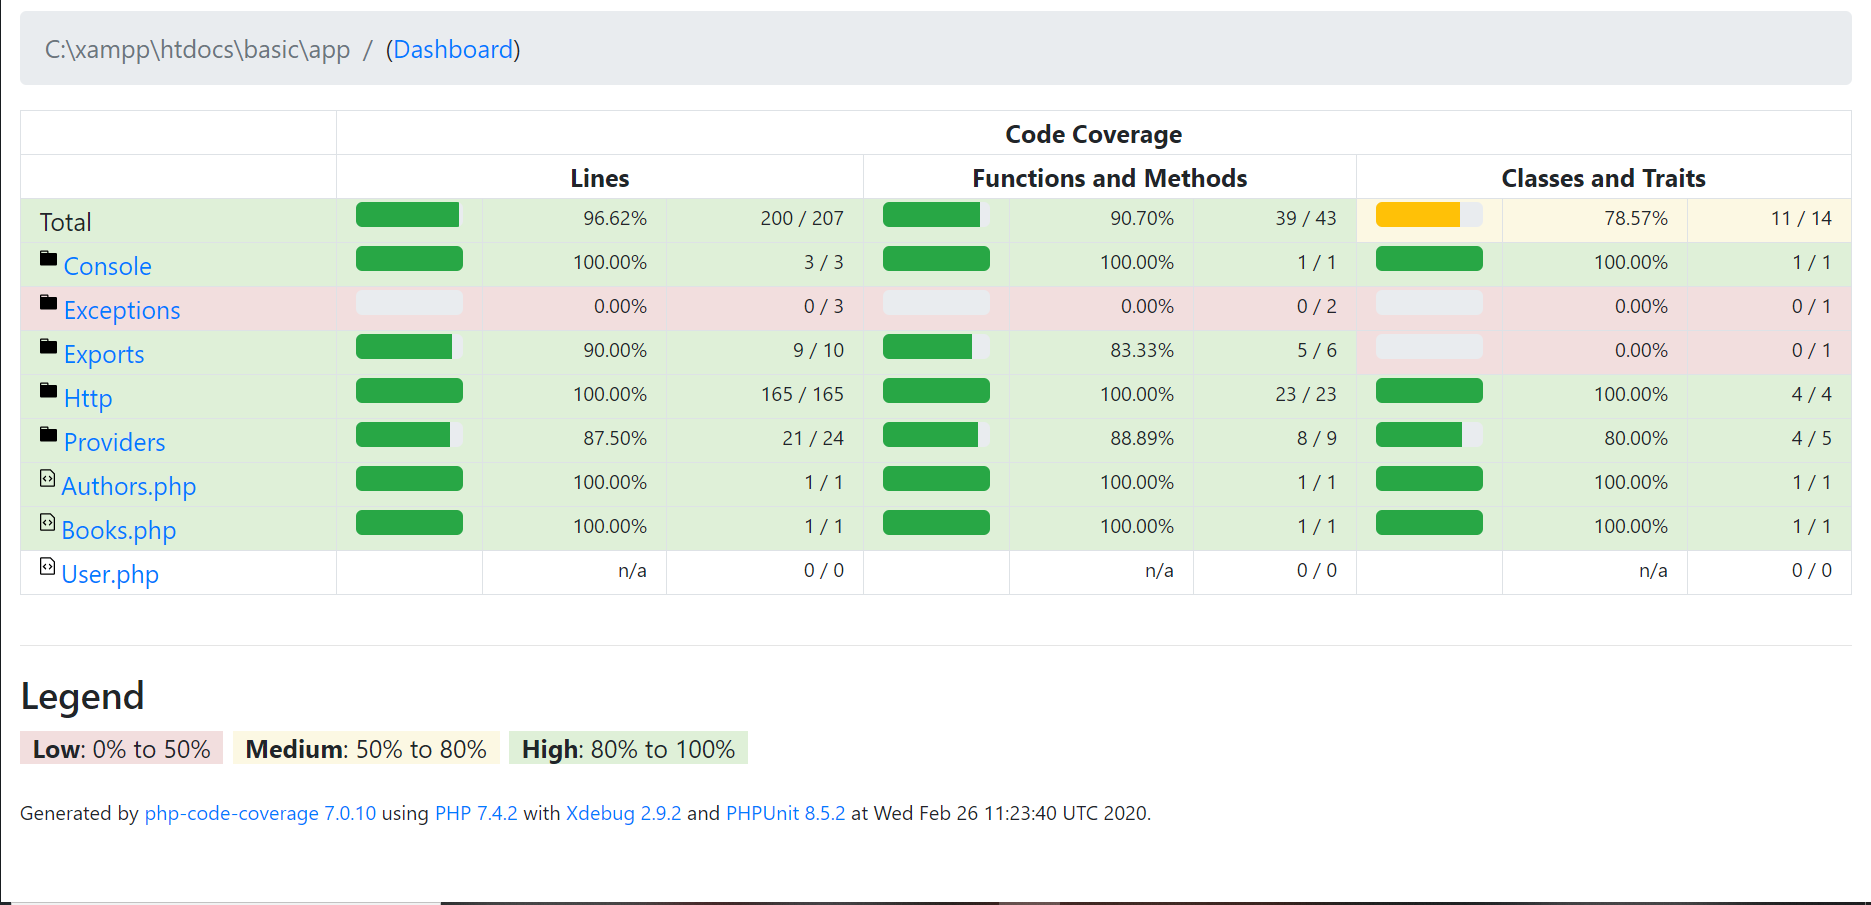 C:\xampp\htdocs\basic\app / (Dashboard)
Code Coverage
Lines Functions and Methods Classes and Traits
Total 96.62% 200 / 207 90.70% 39 / 43 78.57% 11 / 14
Console 100.00% 3 / 3 100.00% 1 / 1 100.00% 1 / 1
Exceptions 0.00% 0 / 3 0.00% 0 / 2 0.00% 0 / 1
Exports 90.00% 9 / 10 83.33% 5 / 6 0.00% 0 / 1
Http 100.00% 165 / 165 100.00% 23 / 23 100.00% 4 / 4
Providers 87.50% 21 / 24 88.89% 8 / 9 80.00% 4 / 5
Authors.php 100.00% 1 / 1 100.00% 1 / 1 100.00% 1 / 1
Books.php 100.00% 1 / 1 100.00% 1 / 1 100.00% 1 / 1
User.php n/a 0 / 0 n/a 0 / 0 n/a 0 / 0
Legend
Low: 0% to 50% Medium: 50% to 80% High: 80% to 100%
Generated by php-code-coverage 7.0.10 using PHP 7.4.2 with Xdebug 2.9.2 and PHPUnit 8.5.2 at Wed Feb 26 11:23:40 UTC 2020.